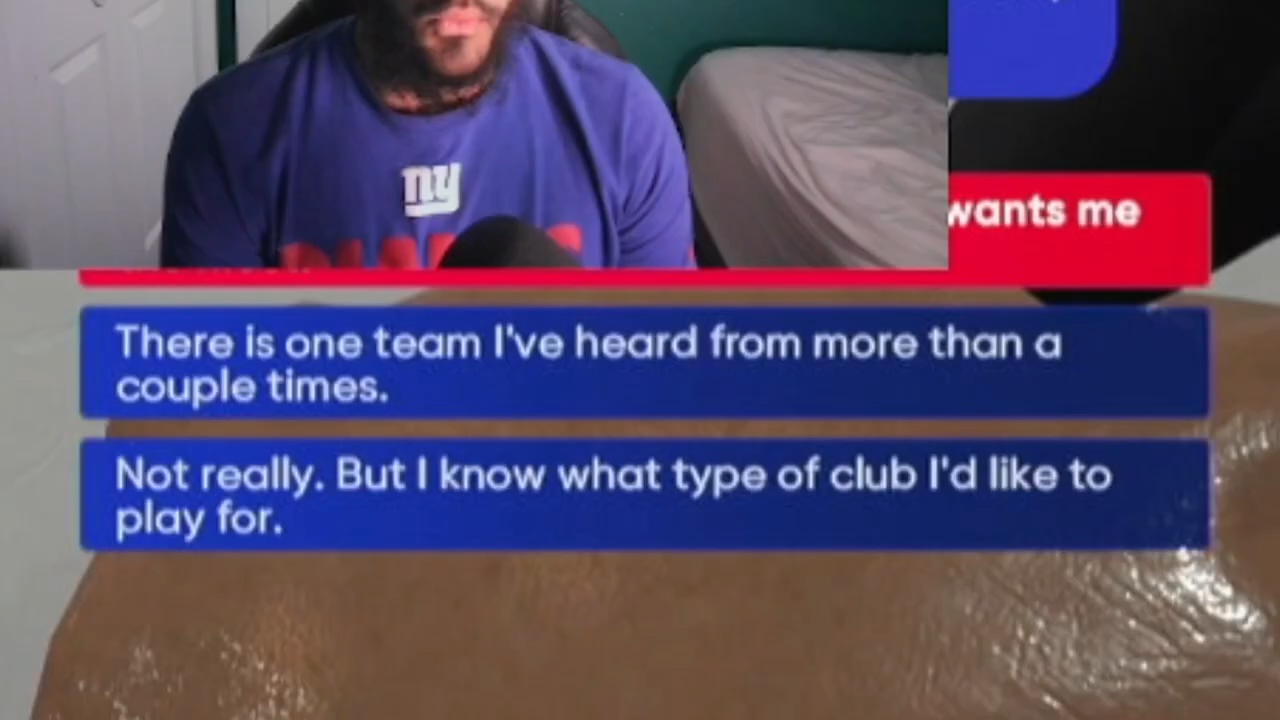 ny
wants me
There is one team I've heard from more than a
couple times.
Not really. But I know what type of club I'd like to
play for.